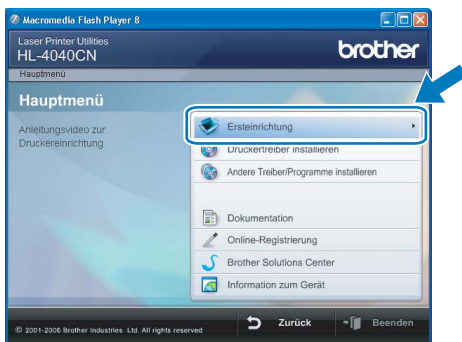 Macromedia Flash Player 8
Laser Printer Utilities
HL-4040CN
brother
Hauptmenü
Hauptmenü
Anleitungsvideo zur
Druckereinrichtung
Ersteinrichtung
Druckertreiber installieren
Andere Treiber/Programme installieren
Dokumentation
Online-Registrierung
Brother Solutions Center
Information zum Gerät
© 2001-2006 Brother Industries Ltd. All rights reserved
Zurück
Beenden